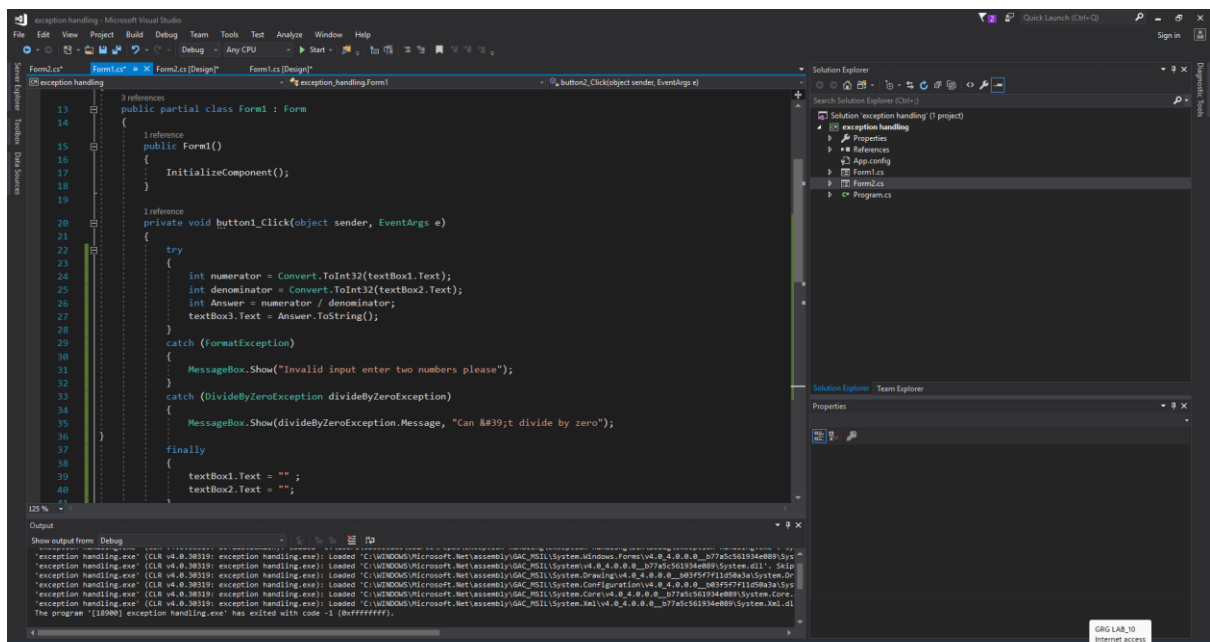 exception handling - Microsoft Visual Studio
2
Quick Launch (Ctrl+Q)
File Edit View Project Build Debug Team Tools Test Analyze Window Help
Sign in
Debug Any CPU Start
Server Explorer
Toolbox
Data Sources
Form2.cs* Form1.cs* Form2.cs [Design]* Form1.cs [Design]*
exception handling exception_handling.Form1 button2_Click(object sender, EventArgs e)
3 references
13 public partial class Form1 : Form
14 {
1 reference
15 public Form1()
16 {
17 InitializeComponent();
18 }
19
1 reference
20 private void button1_Click(object sender, EventArgs e)
21 {
22 try
23 {
24 int numerator = Convert.ToInt32(textBox1.Text);
25 int denominator = Convert.ToInt32(textBox2.Text);
26 int Answer = numerator / denominator;
27 textBox3.Text = Answer.ToString();
28 }
29 catch (FormatException)
30 {
31 MessageBox.Show("Invalid input enter two numbers please");
32 }
33 catch (DivideByZeroException divideByZeroException)
34 {
35 MessageBox.Show(divideByZeroException.Message, "Can &#39;t divide by zero");
36 }
37 finally
38 {
39 textBox1.Text = "" ;
40 textBox2.Text = "";
125 %
Solution Explorer
Search Solution Explorer (Ctrl+;)
Solution 'exception handling' (1 project)
exception handling
Properties
References
App.config
Form1.cs
Form2.cs
C# Program.cs
Solution Explorer Team Explorer
Properties
Diagnostic Tools
Output
Show output from: Debug
'exception handling.exe' (CLR v4.0.30319: exception handling.exe): Loaded 'C:\WINDOWS\Microsoft.Net\assembly\GAC_MSIL\System.Windows.Forms\v4.0_4.0.0.0__b77a5c561934e089\Sys
'exception handling.exe' (CLR v4.0.30319: exception handling.exe): Loaded 'C:\WINDOWS\Microsoft.Net\assembly\GAC_MSIL\System\v4.0_4.0.0.0__b77a5c561934e089\System.dll'. Skip
'exception handling.exe' (CLR v4.0.30319: exception handling.exe): Loaded 'C:\WINDOWS\Microsoft.Net\assembly\GAC_MSIL\System.Drawing\v4.0_4.0.0.0__b03f5f7f11d50a3a\System.Dr
'exception handling.exe' (CLR v4.0.30319: exception handling.exe): Loaded 'C:\WINDOWS\Microsoft.Net\assembly\GAC_MSIL\System.Configuration\v4.0_4.0.0.0__b03f5f7f11d50a3a\Sys
'exception handling.exe' (CLR v4.0.30319: exception handling.exe): Loaded 'C:\WINDOWS\Microsoft.Net\assembly\GAC_MSIL\System.Core\v4.0_4.0.0.0__b77a5c561934e089\System.Core.
'exception handling.exe' (CLR v4.0.30319: exception handling.exe): Loaded 'C:\WINDOWS\Microsoft.Net\assembly\GAC_MSIL\System.Xml\v4.0_4.0.0.0__b77a5c561934e089\System.Xml.dl
The program '[18900] exception handling.exe' has exited with code -1 (0xffffffff).
GRG LAB_10
Internet access